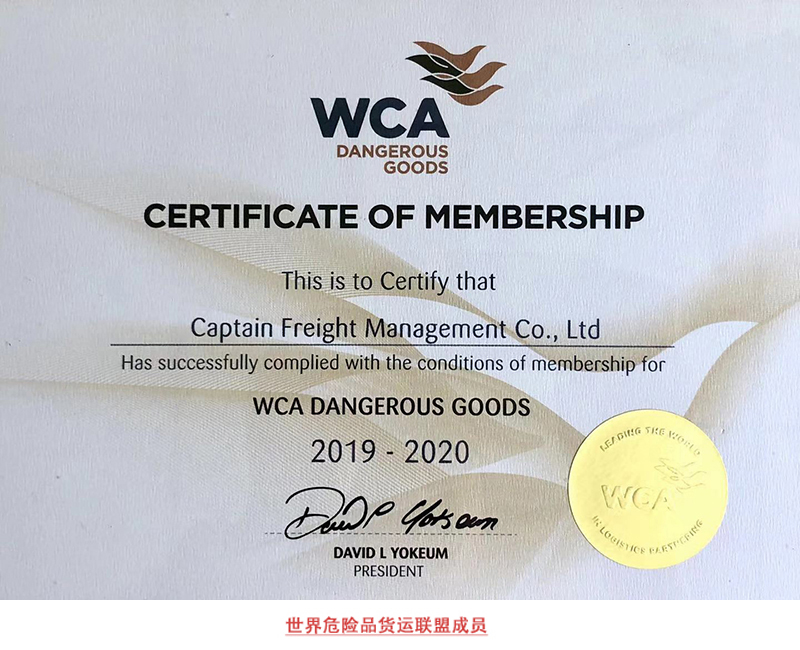 WCA
DANGEROUS
GOODS
CERTIFICATE OF MEMBERSHIP
This is to Certify that
Captain Freight Management Co., Ltd
Has successfully complied with the conditions of membership for
WCA DANGEROUS GOODS
2019 - 2020
DAVID L YOKEUM
PRESIDENT
LEADING THE WORLD
WCA
IN LOGISTICS PARTNERING
世界危险品货运联盟成员